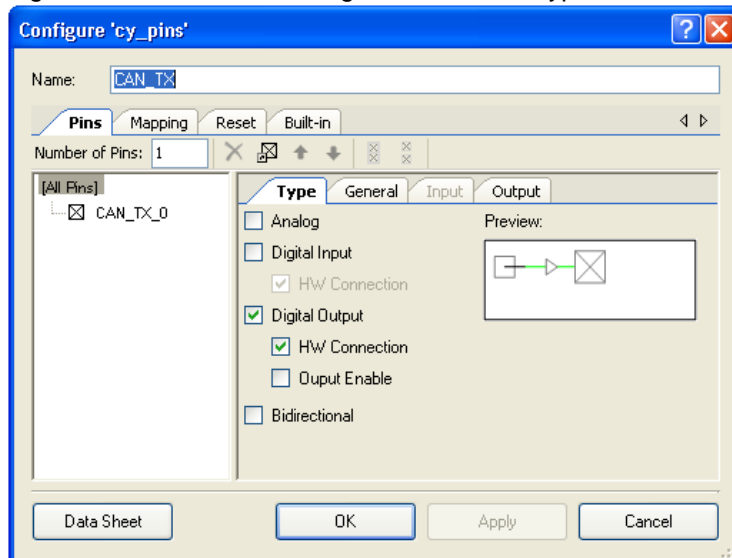 Configure 'cy_pins'
Name: CAN_TX
Pins Mapping Reset Built-in
Number of Pins: 1
[All Pins]
CAN_TX_0
Type General Input Output
Analog
Preview:
Digital Input
HW Connection
Digital Output
HW Connection
Ouput Enable
Bidirectional
Data Sheet OK Apply Cancel